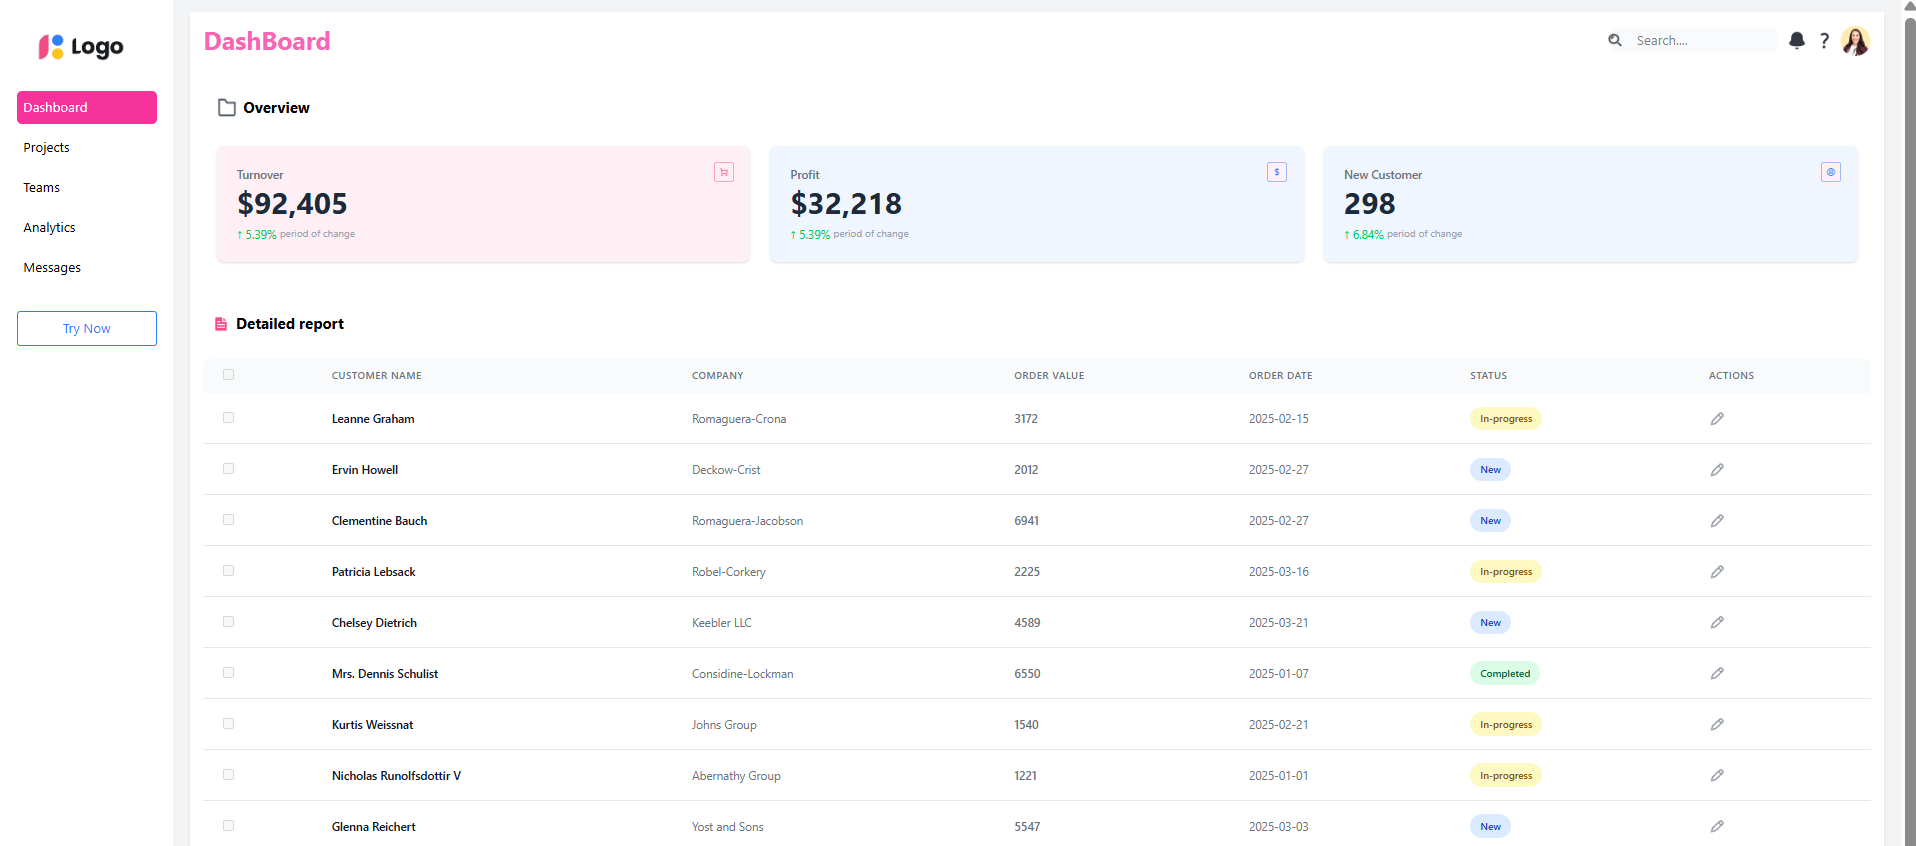 Logo
Dashboard
Projects
Teams
Analytics
Messages
Try Now
DashBoard
Search....
?
Overview
Turnover
$92,405
↑ 5.39% period of change
Profit
$
$32,218
↑ 5.39% period of change
New Customer
298
↑ 6.84% period of change
Detailed report
CUSTOMER NAME COMPANY ORDER VALUE ORDER DATE STATUS ACTIONS
Leanne Graham Romaguera-Crona 3172 2025-02-15 In-progress
Ervin Howell Deckow-Crist 2012 2025-02-27 New
Clementine Bauch Romaguera-Jacobson 6941 2025-02-27 New
Patricia Lebsack Robel-Corkery 2225 2025-03-16 In-progress
Chelsey Dietrich Keebler LLC 4589 2025-03-21 New
Mrs. Dennis Schulist Considine-Lockman 6550 2025-01-07 Completed
Kurtis Weissnat Johns Group 1540 2025-02-21 In-progress
Nicholas Runolfsdottir V Abernathy Group 1221 2025-01-01 In-progress
Glenna Reichert Yost and Sons 5547 2025-03-03 New